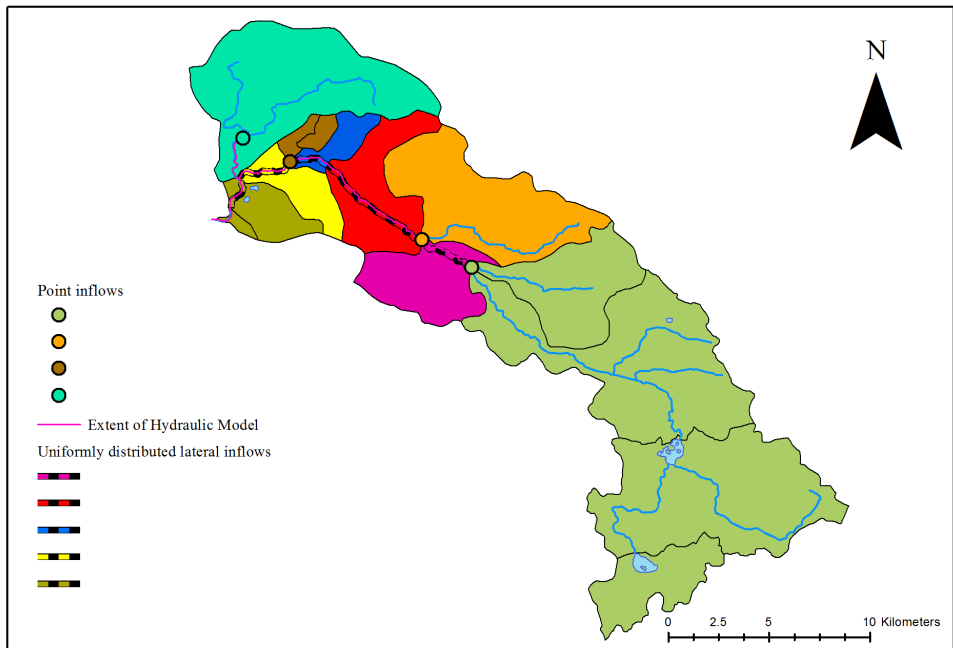 N
Point inflows
Extent of Hydraulic Model
Uniformly distributed lateral inflows
0 2.5 5 10 Kilometers